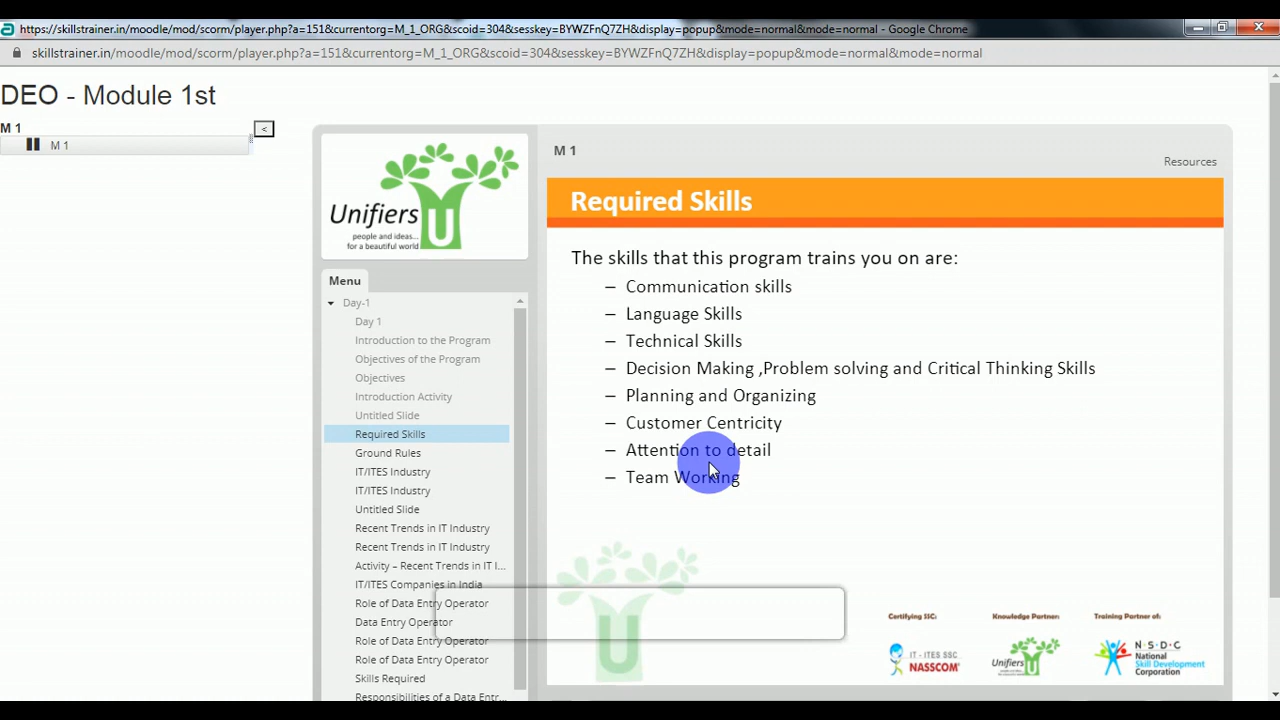 https://skillstrainer.in/moodle/mod/scorm/player.php?a=151&currentorg=M_1_ORG&scoid=304&sesskey=BYWZFnQ7ZH&display=popup&mode=normal&mode=normal - Google Chrome
skillstrainer.in/moodle/mod/scorm/player.php?a=151&currentorg=M_1_ORG&scoid=304&sesskey=BYWZFnQ7ZH&display=popup&mode=normal&mode=normal
DEO - Module 1st
M 1
<
M 1
Unifiers
U
people and ideas...
for a beautiful world
Menu
Day-1
Day 1
Introduction to the Program
Objectives of the Program
Objectives
Introduction Activity
Untitled Slide
Required Skills
Ground Rules
IT/ITES Industry
IT/ITES Industry
Untitled Slide
Recent Trends in IT Industry
Recent Trends in IT Industry
Activity – Recent Trends in IT I...
IT/ITES Companies in India
Role of Data Entry Operator
Data Entry Operator
Role of Data Entry Operator
Role of Data Entry Operator
Skills Required
Responsibilities of a Data Entr...
M 1
Resources
Required Skills
The skills that this program trains you on are:
– Communication skills
– Language Skills
– Technical Skills
– Decision Making ,Problem solving and Critical Thinking Skills
– Planning and Organizing
– Customer Centricity
– Attention to detail
– Team Working
U
Certifying SSC:
IT - ITES SSC
NASSCOM
Knowledge Partner:
Unifiers
Training Partner of:
N·S·D·C
National
Skill Development
Corporation